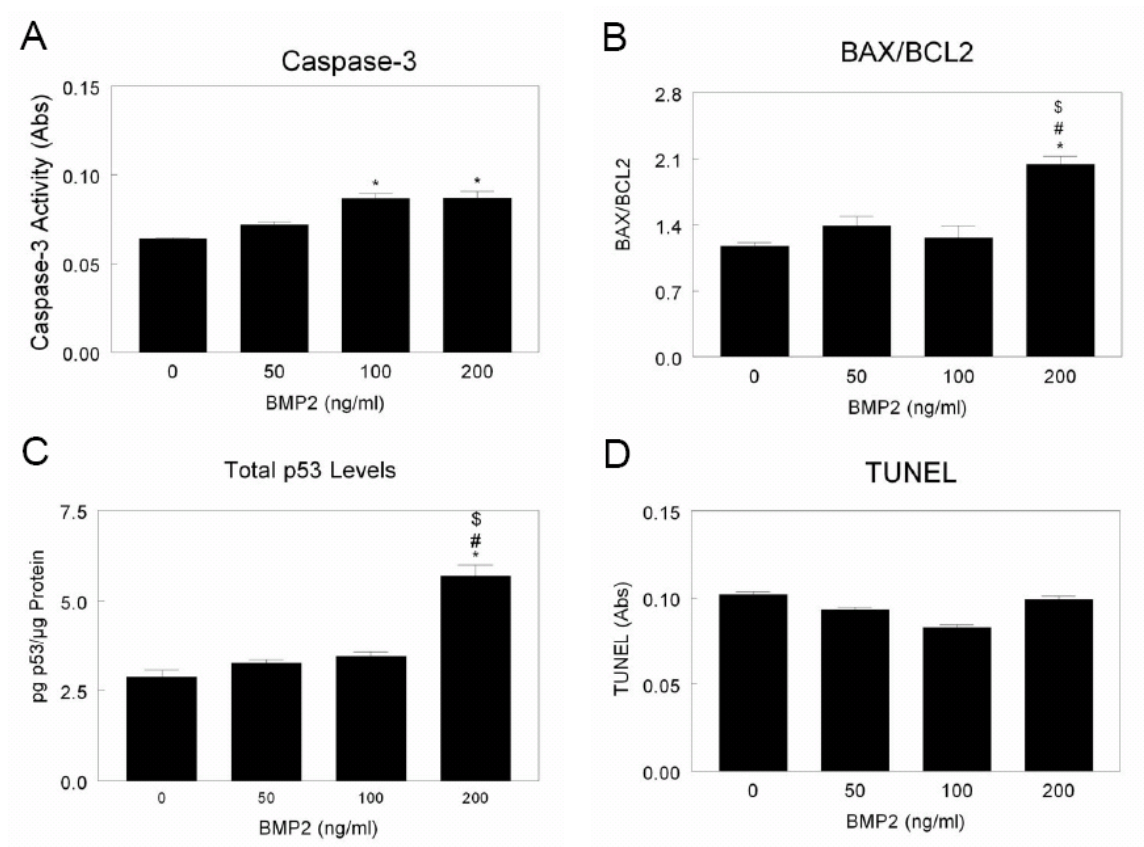 A
Caspase-3
Caspase-3 Activity (Abs)
0.15
0.10
0.05
0.00
* *
0 50 100 200
BMP2 (ng/ml)
B
BAX/BCL2
BAX/BCL2
2.8
2.1
1.4
0.7
0.0
$
#
*
0 50 100 200
BMP2 (ng/ml)
C
Total p53 Levels
pg p53/μg Protein
7.5
5.0
2.5
0.0
$
#
*
0 50 100 200
BMP2 (ng/ml)
D
TUNEL
TUNEL (Abs)
0.15
0.10
0.05
0.00
0 50 100 200
BMP2 (ng/ml)